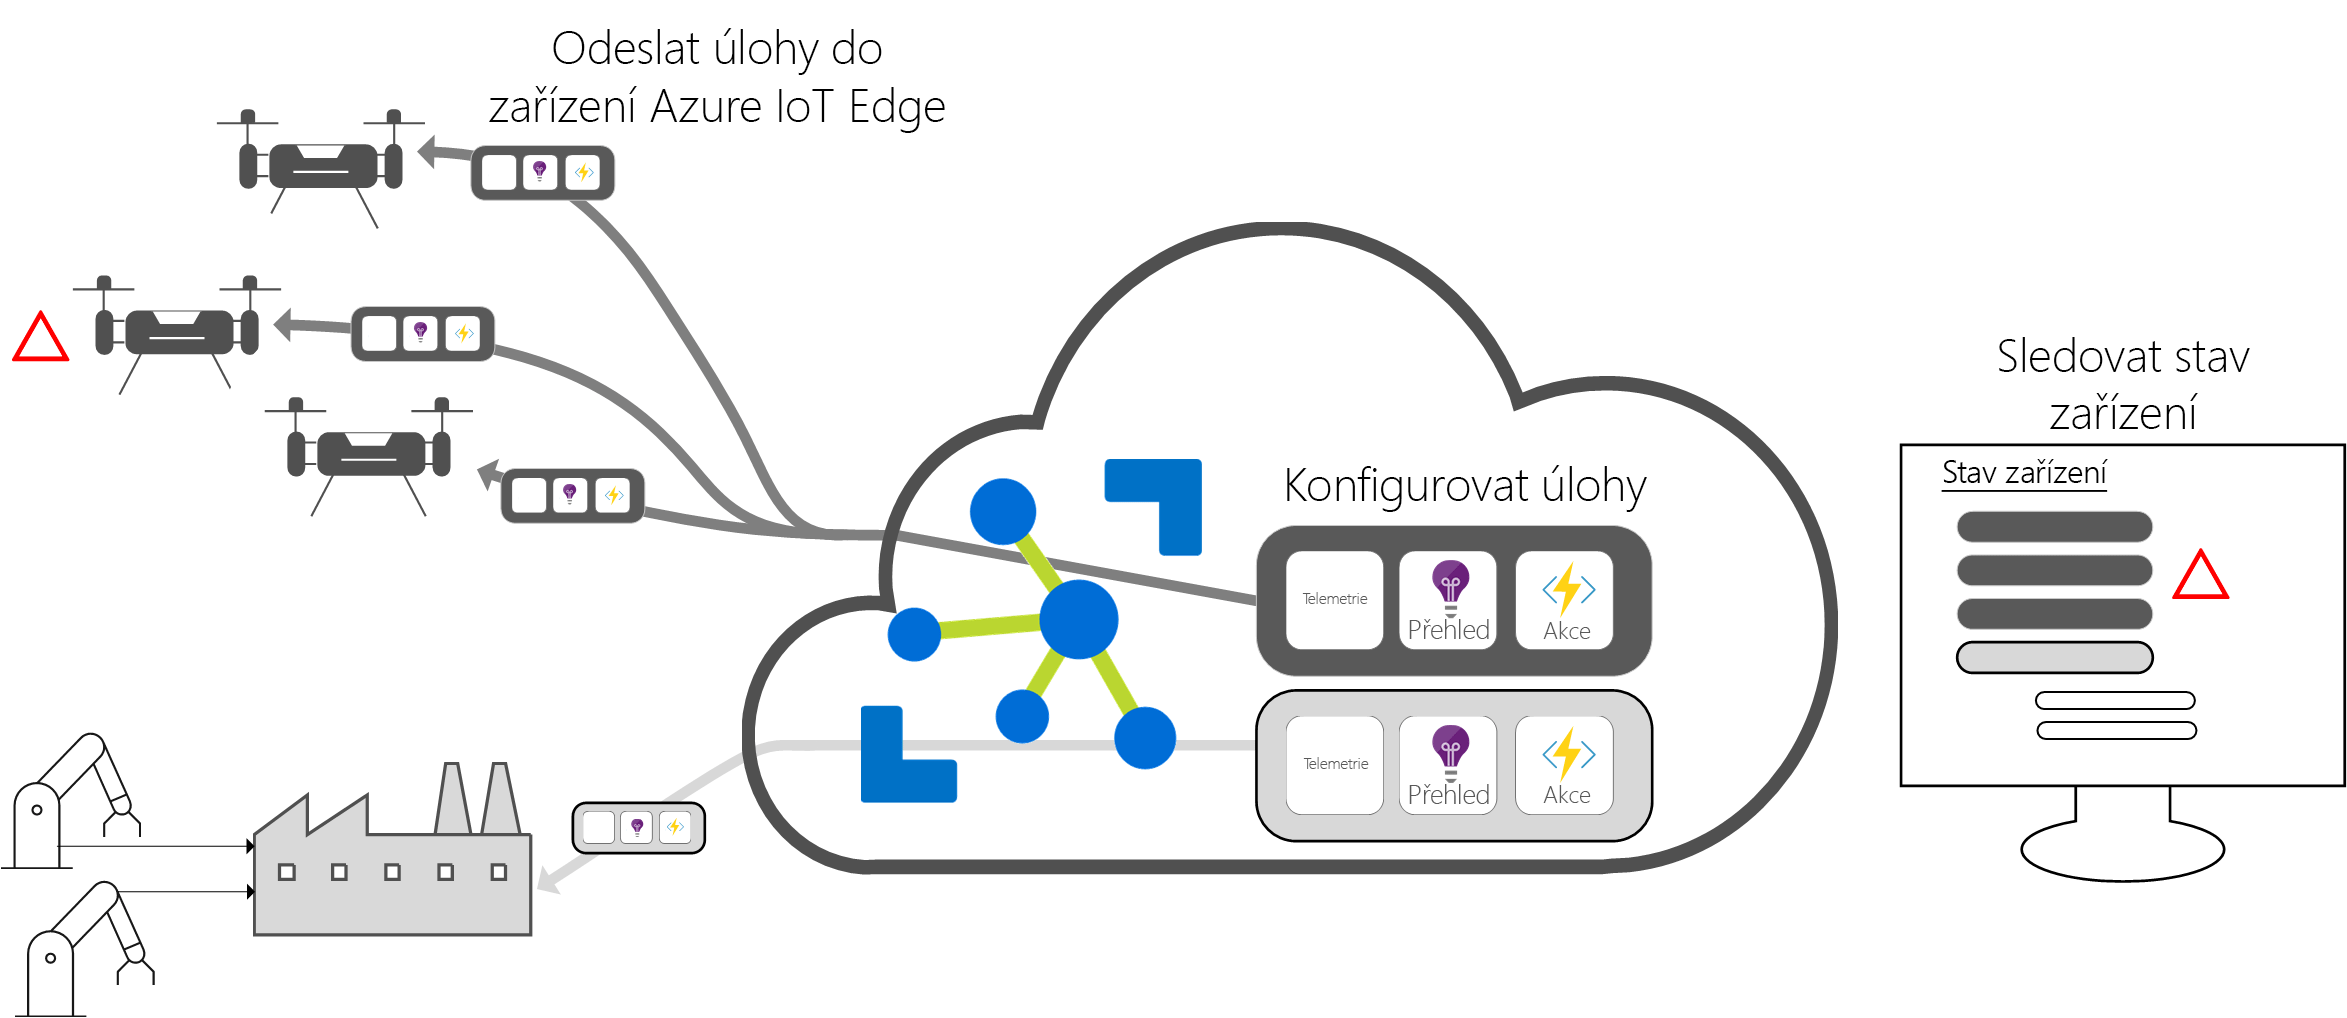 Odeslat úlohy do
zařízení Azure IoT Edge
Sledovat stav
zařízení
Stav zařízení
Konfigurovat úlohy
Telemetrie
Přehled
Akce
Telemetrie
Přehled
Akce